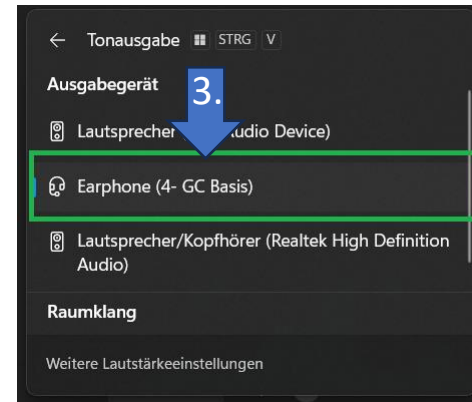 ← Tonausgabe STRG V
Ausgabegerät
3.
Lautsprecher Audio Device)
Earphone (4- GC Basis)
Lautsprecher/Kopfhörer (Realtek High Definition
Audio)
Raumklang
Weitere Lautstärkeeinstellungen